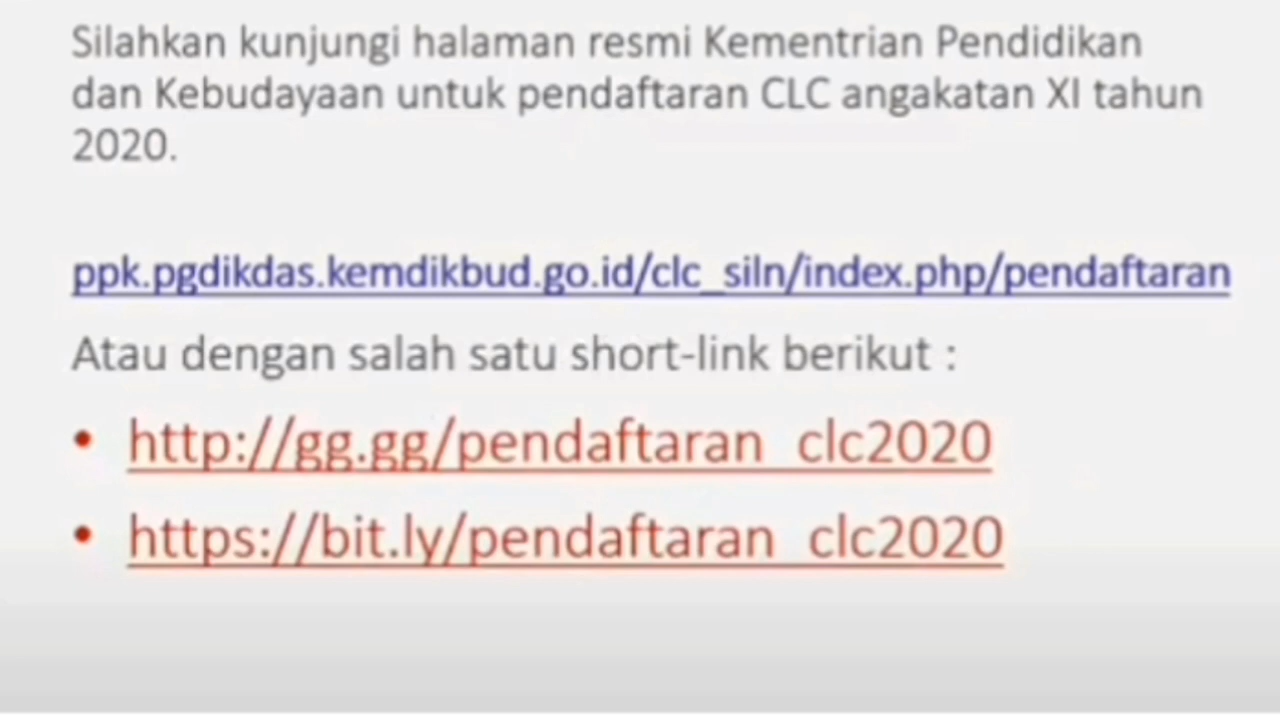 Silahkan kunjungi halaman resmi Kementrian Pendidikan
dan Kebudayaan untuk pendaftaran CLC angakatan XI tahun
2020.
ppk.pgdikdas.kemdikbud.go.id/clc_siln/index.php/pendaftaran
Atau dengan salah satu short-link berikut :
• http://gg.gg/pendaftaran_clc2020
• https://bit.ly/pendaftaran_clc2020